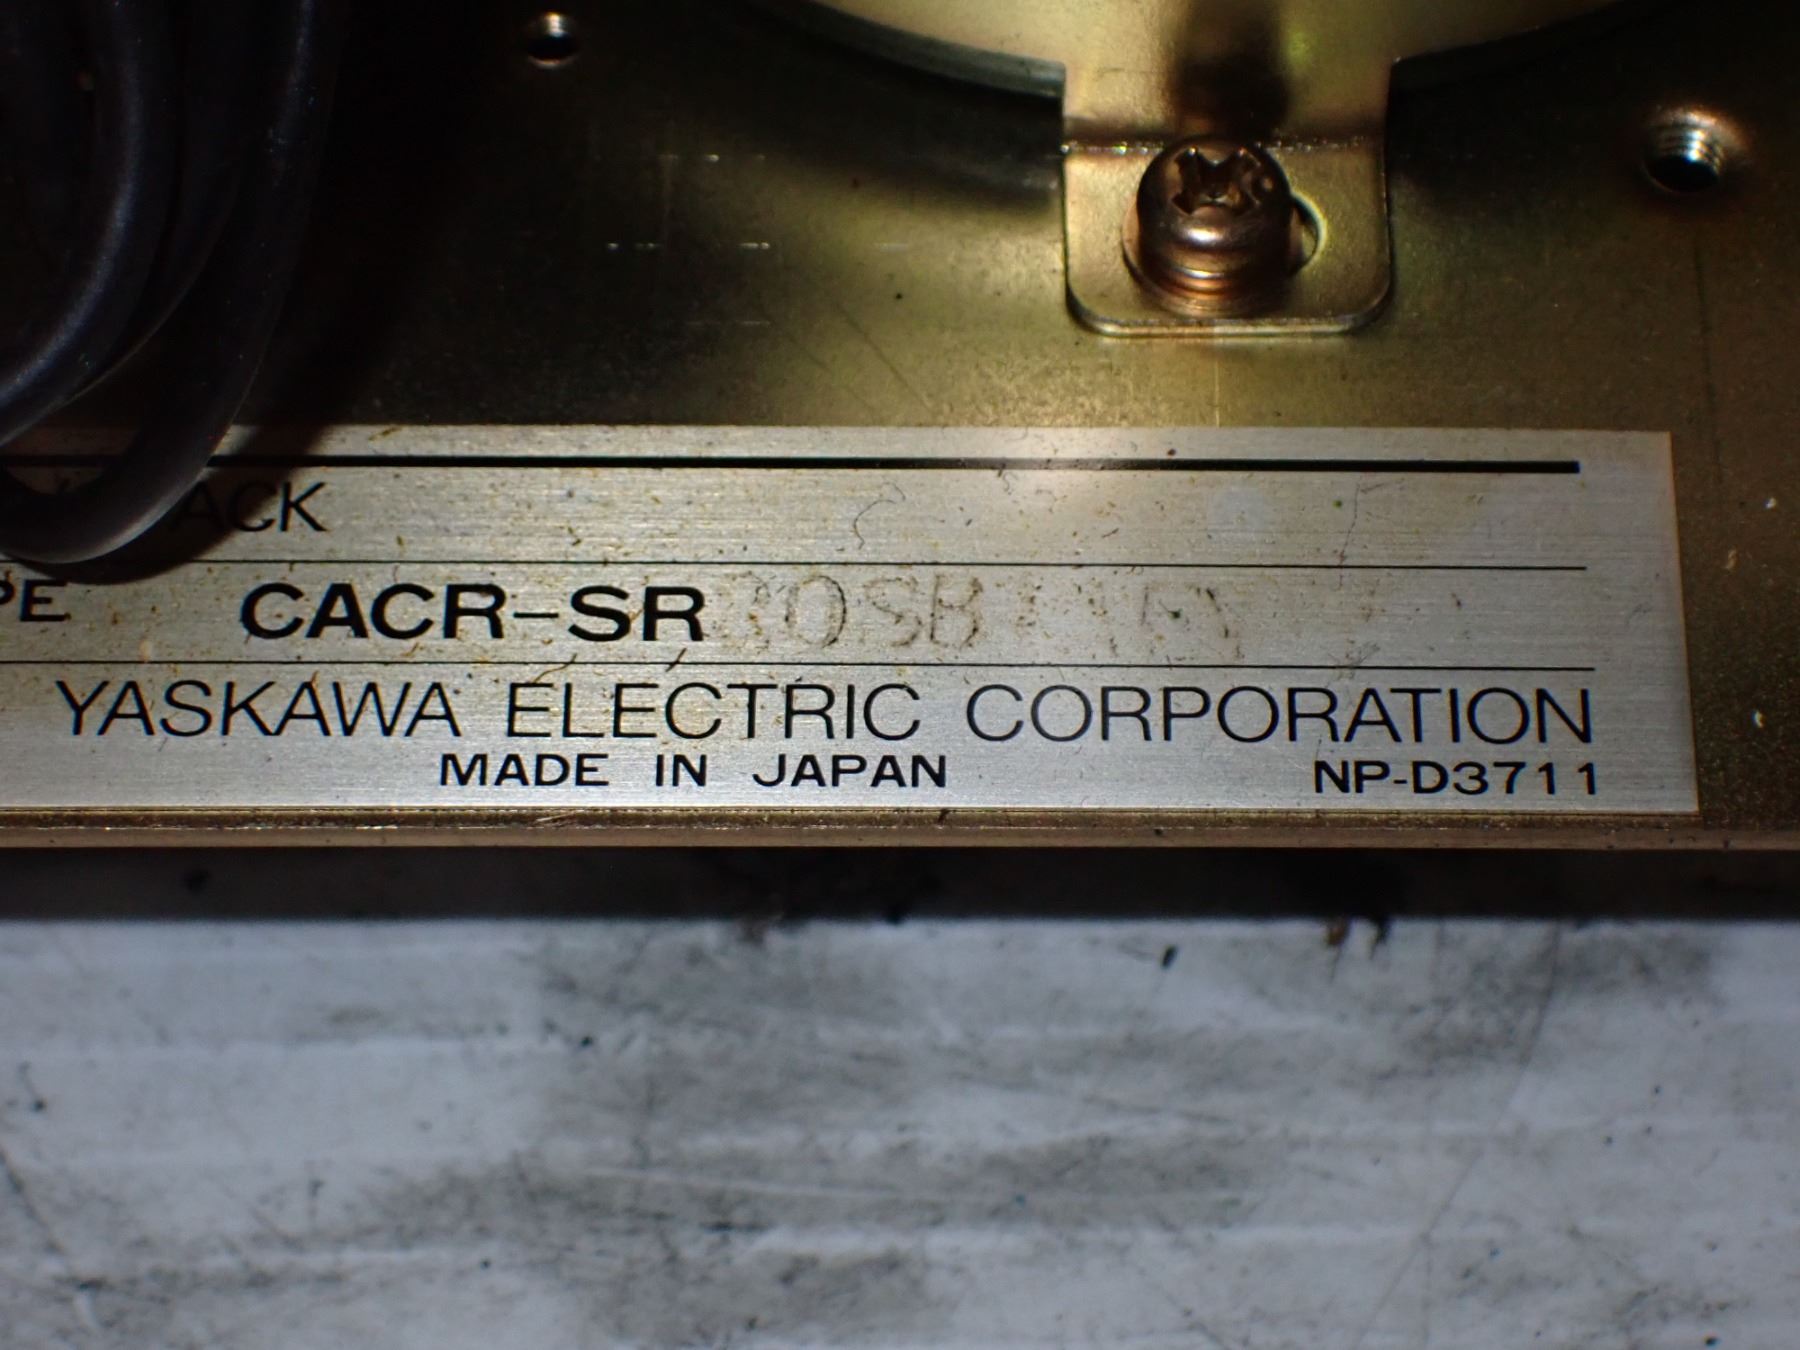 ACK
PE CACR-SR
YASKAWA ELECTRIC CORPORATION
MADE IN JAPAN NP-D3711